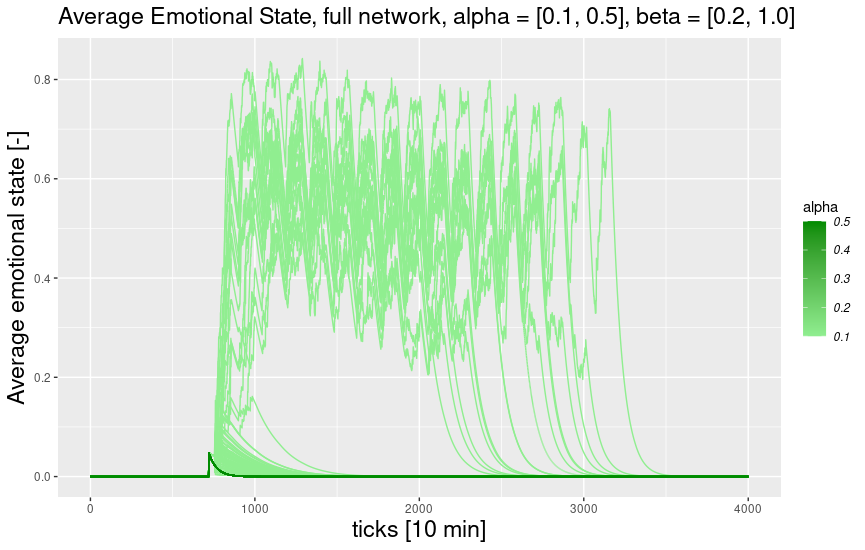 Average Emotional State, full network, alpha = [0.1, 0.5], beta = [0.2, 1.0]
Average emotional state [-]
0.8
0.6
0.4
0.2
0.0
0 1000 2000 3000 4000
ticks [10 min]
alpha
0.5
0.4
0.3
0.2
0.1